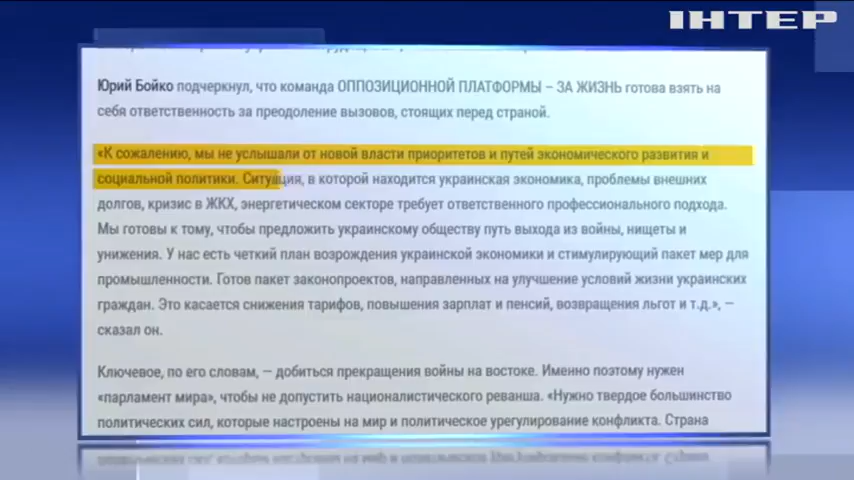 ІНТЕР
Юрий Бойко подчеркнул, что команда ОППОЗИЦИОННОЙ ПЛАТФОРМЫ – ЗА ЖИЗНЬ готова взять на
себя ответственность за преодоление вызовов, стоящих перед страной.
«К сожалению, мы не услышали от новой власти приоритетов и путей экономического развития и
социальной политики. Ситуация, в которой находится украинская экономика, проблемы внешних
долгов, кризис в ЖКХ, энергетическом секторе требует ответственного профессионального подхода.
Мы готовы к тому, чтобы предложить украинскому обществу путь выхода из войны, нищеты и
унижения. У нас есть четкий план возрождения украинской экономики и стимулирующий пакет мер для
промышленности. Готов пакет законопроектов, направленных на улучшение условий жизни украинских
граждан. Это касается снижения тарифов, повышения зарплат и пенсий, возвращения льгот и т.д.», —
сказал он.
Ключевое, по его словам, — добиться прекращения войны на востоке. Именно поэтому нужен
«парламент мира», чтобы не допустить националистического реванша. «Нужно твердое большинство
политических сил, которые настроены на мир и политическое урегулирование конфликта. Страна